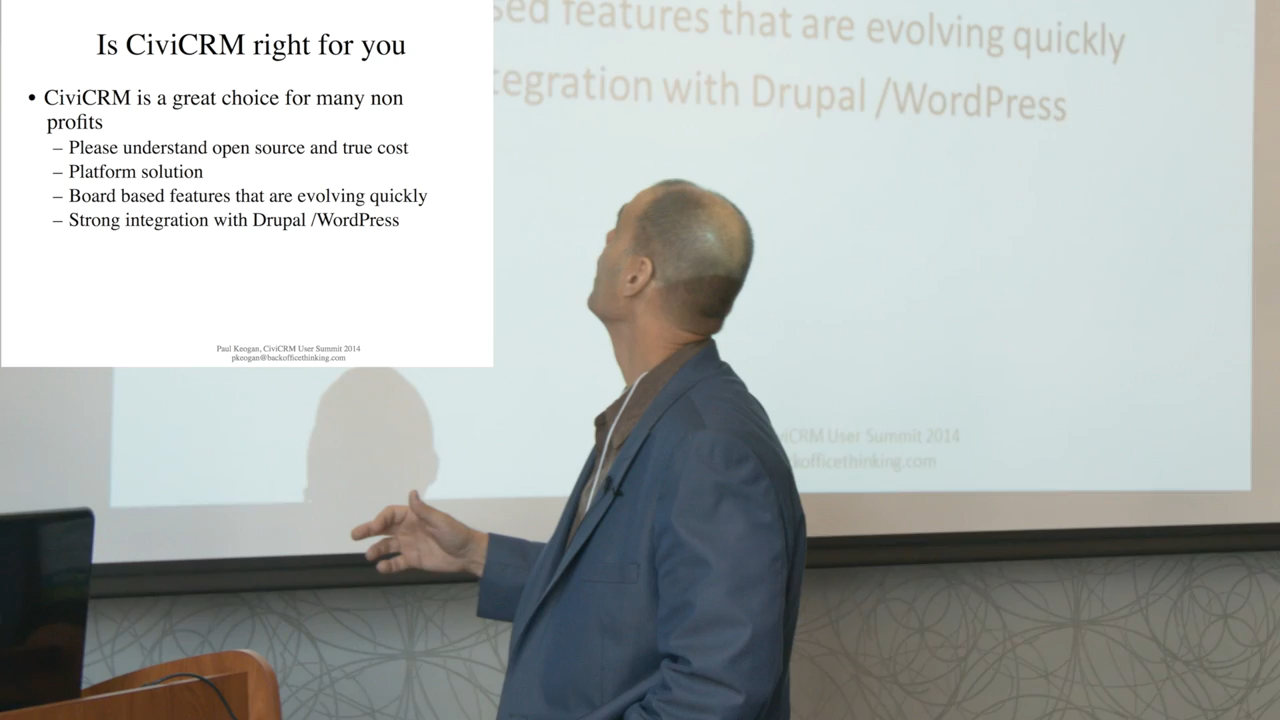 Is CiviCRM right for you
• CiviCRM is a great choice for many non
profits
– Please understand open source and true cost
– Platform solution
– Board based features that are evolving quickly
– Strong integration with Drupal /WordPress
Paul Keogan, CiviCRM User Summit 2014
pkeogan@backofficethinking.com
sed features that are evolving quickly
tegration with Drupal /WordPress
iCRM User Summit 2014
kofficethinking.com